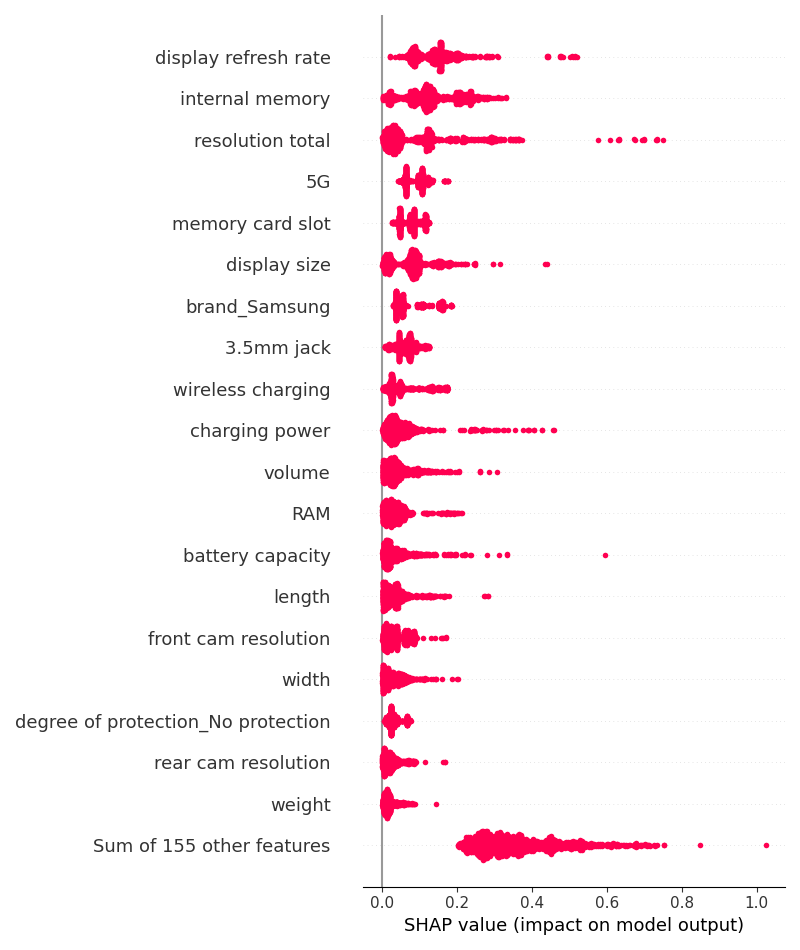 display refresh rate
internal memory
resolution total
5G
memory card slot
display size
brand_Samsung
3.5mm jack
wireless charging
charging power
volume
RAM
battery capacity
length
front cam resolution
width
degree of protection_No protection
rear cam resolution
weight
Sum of 155 other features
0.0 0.2 0.4 0.6 0.8 1.0
SHAP value (impact on model output)